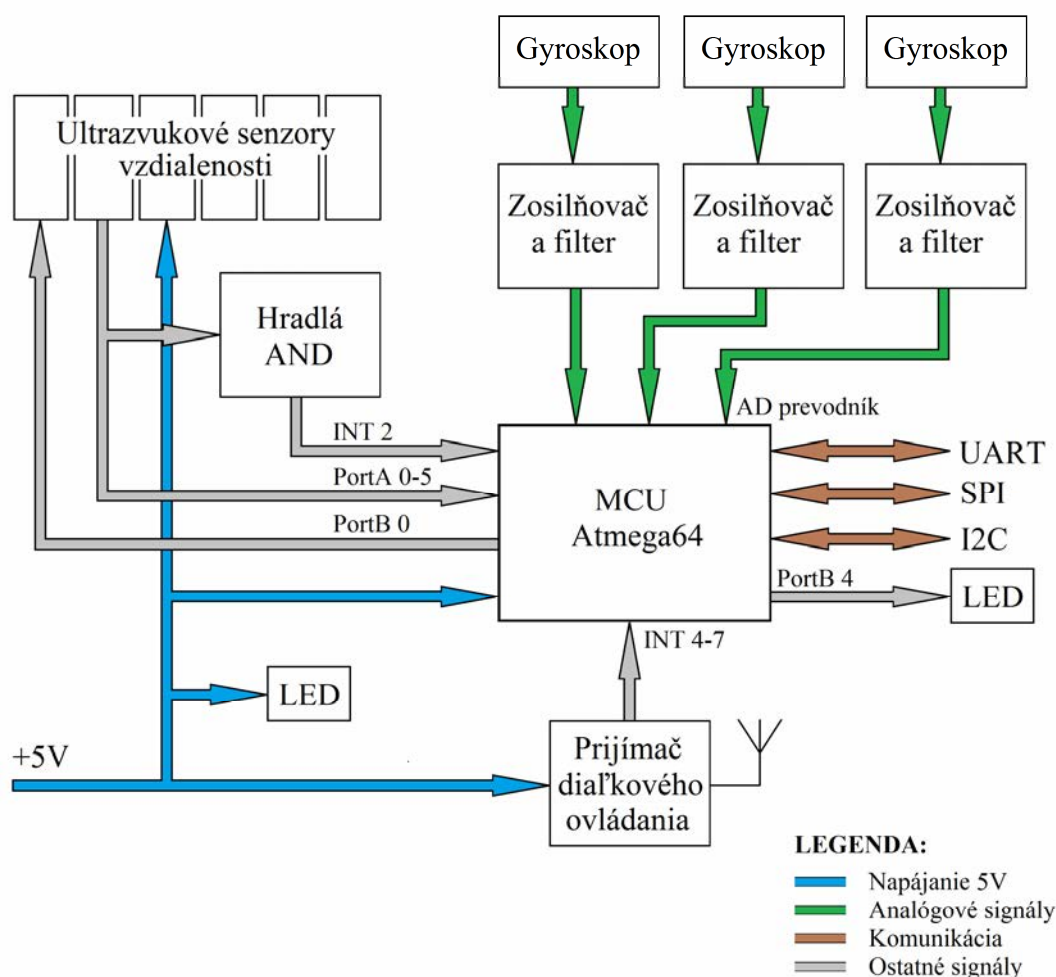 Gyroskop
Gyroskop
Gyroskop
Ultrazvukové senzory
vzdialenosti
Zosilňovač
a filter
Zosilňovač
a filter
Zosilňovač
a filter
Hradlá
AND
AD prevodník
INT 2
PortA 0-5
PortB 0
MCU
Atmega64
UART
SPI
I2C
PortB 4
LED
INT 4-7
LED
+5V
Prijímač
diaľkového
ovládania
LEGENDA:
Napájanie 5V
Analógové signály
Komunikácia
Ostatné signály